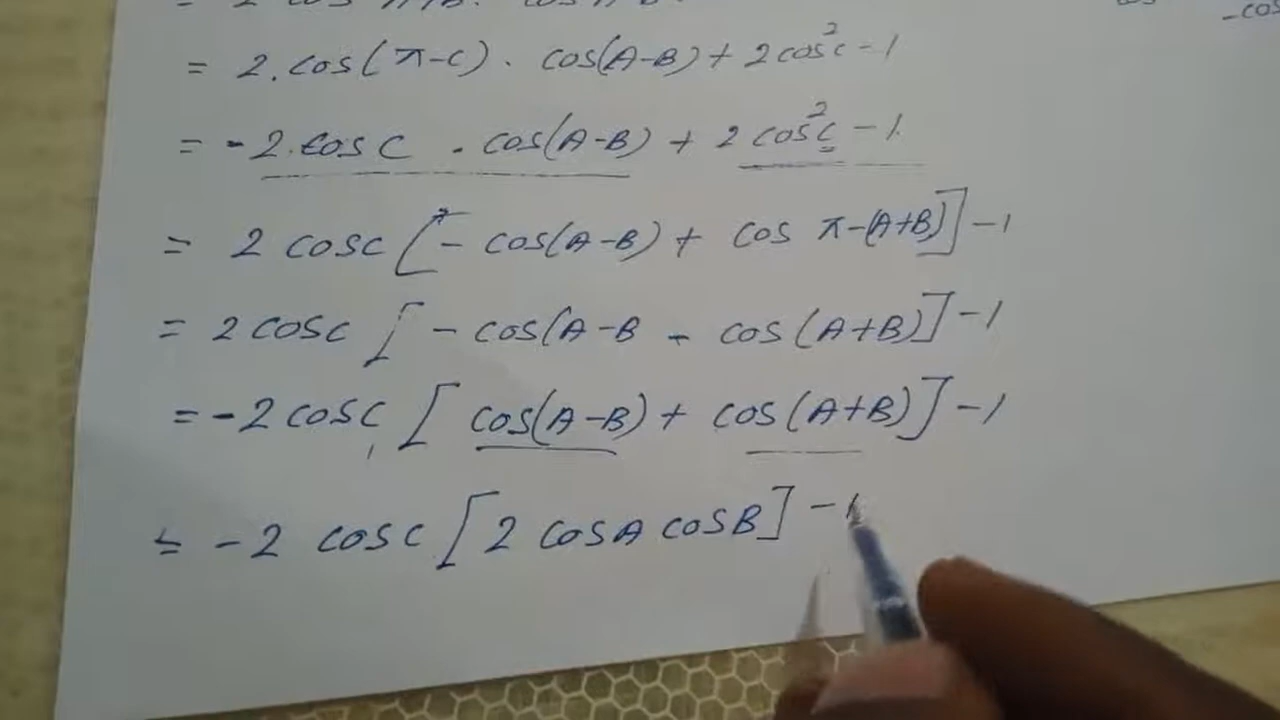 = 2.cos(π-C) . cos(A-B) + 2cos²C - 1
= -2.cosC . cos(A-B) + 2cos²C - 1.
= 2 cosC [- cos(A-B) + cos π-(A+B)] - 1
= 2 cosC [ - cos(A-B - cos(A+B)] - 1
= -2 cosC [ cos(A-B) + cos(A+B)] - 1
= -2 cosC [2 cosA cosB] - 1